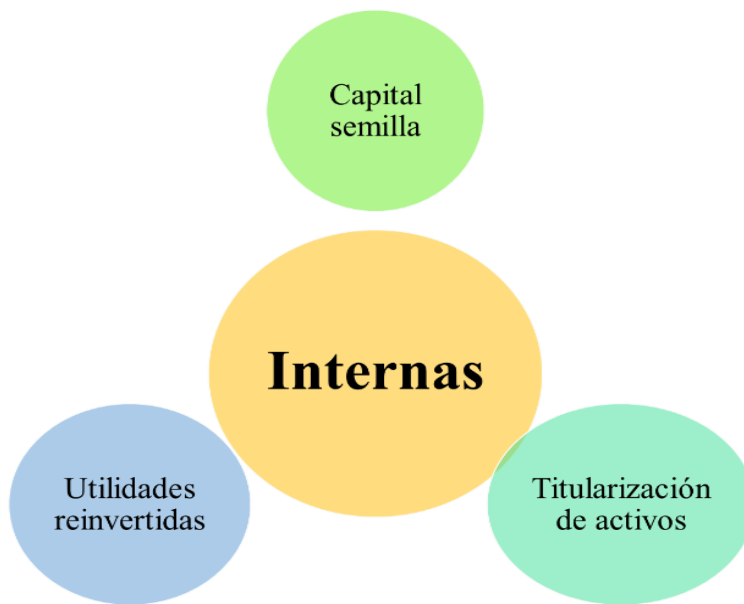 Capital
semilla
Internas
Utilidades
reinvertidas
Titularización
de activos